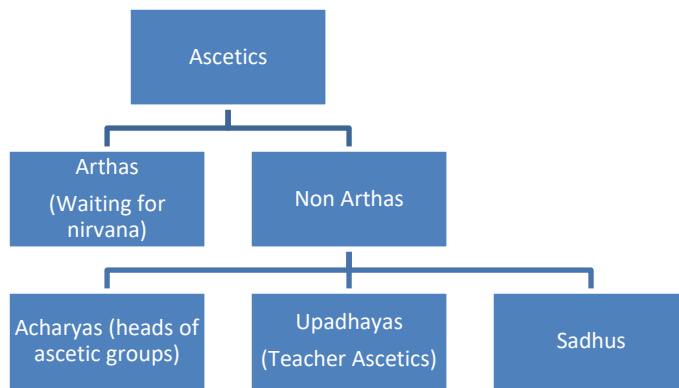 Ascetics
Arthas
(Waiting for
nirvana)
Non Arthas
Acharyas (heads of
ascetic groups)
Upadhayas
(Teacher Ascetics)
Sadhus